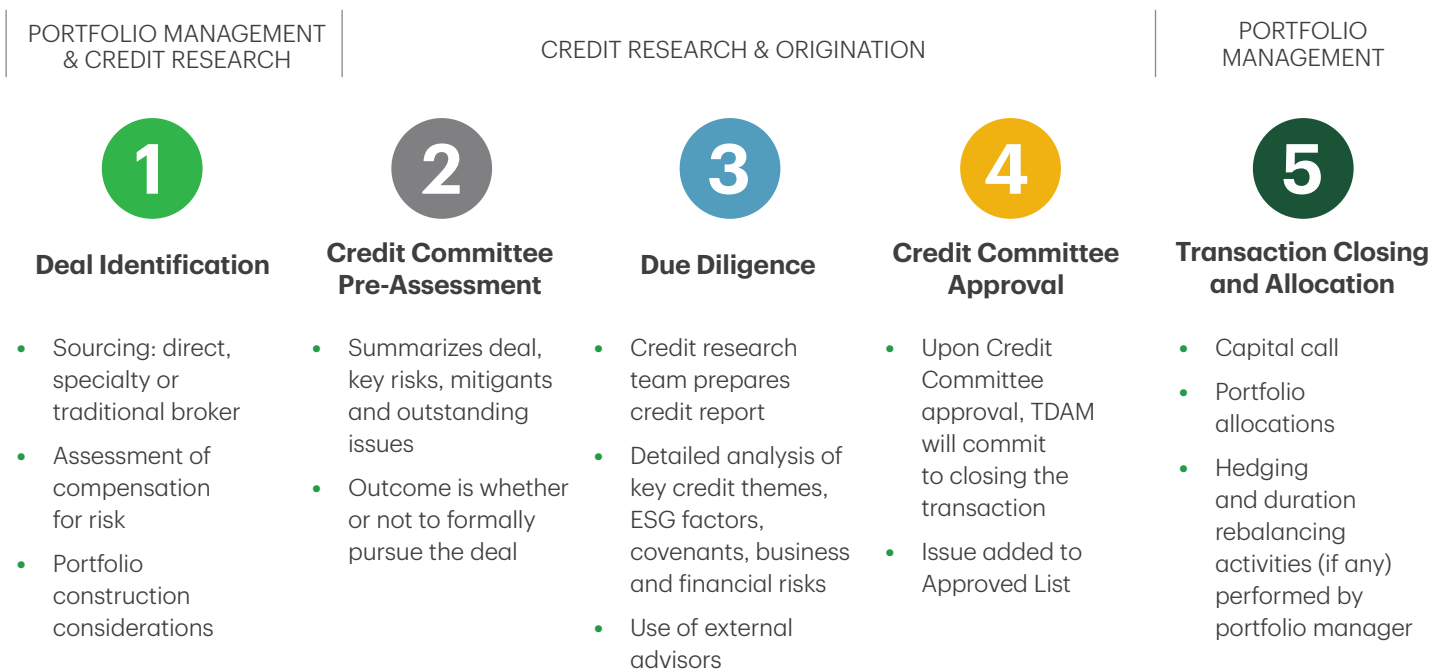 PORTFOLIO MANAGEMENT
& CREDIT RESEARCH
CREDIT RESEARCH & ORIGINATION
PORTFOLIO
MANAGEMENT
1
Deal Identification
• Sourcing: direct,
specialty or
traditional broker
• Assessment of
compensation
for risk
• Portfolio
construction
considerations
2
Credit Committee
Pre-Assessment
• Summarizes deal,
key risks, mitigants
and outstanding
issues
• Outcome is whether
or not to formally
pursue the deal
3
Due Diligence
• Credit research
team prepares
credit report
• Detailed analysis of
key credit themes,
ESG factors,
covenants, business
and financial risks
• Use of external
advisors
4
Credit Committee
Approval
• Upon Credit
Committee
approval, TDAM
will commit
to closing the
transaction
• Issue added to
Approved List
5
Transaction Closing
and Allocation
• Capital call
• Portfolio
allocations
• Hedging
and duration
rebalancing
activities (if any)
performed by
portfolio manager